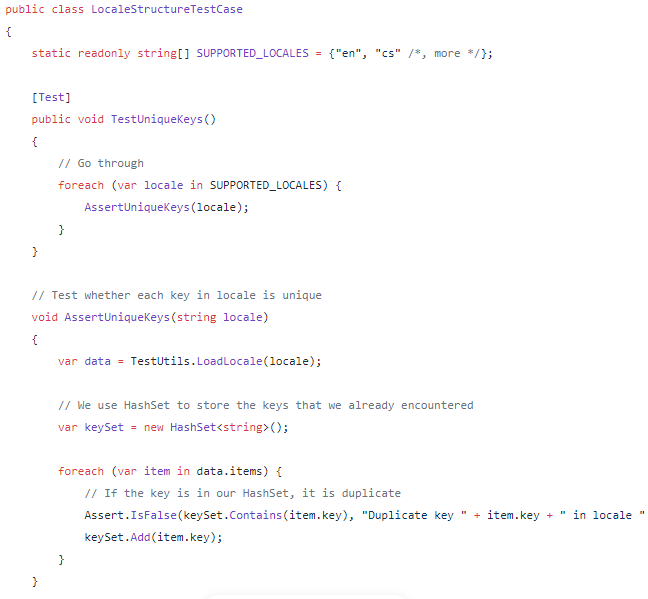 public class LocaleStructureTestCase
{
    static readonly string[] SUPPORTED_LOCALES = {"en", "cs" /*, more */};
    [Test]
    public void TestUniqueKeys()
    {
        // Go through
        foreach (var locale in SUPPORTED_LOCALES) {
            AssertUniqueKeys(locale);
        }
    }
    // Test whether each key in locale is unique
    void AssertUniqueKeys(string locale)
    {
        var data = TestUtils.LoadLocale(locale);
        // We use HashSet to store the keys that we already encountered
        var keySet = new HashSet<string>();
        foreach (var item in data.items) {
            // If the key is in our HashSet, it is duplicate
            Assert.IsFalse(keySet.Contains(item.key), "Duplicate key " + item.key + " in locale "
            keySet.Add(item.key);
        }
    }